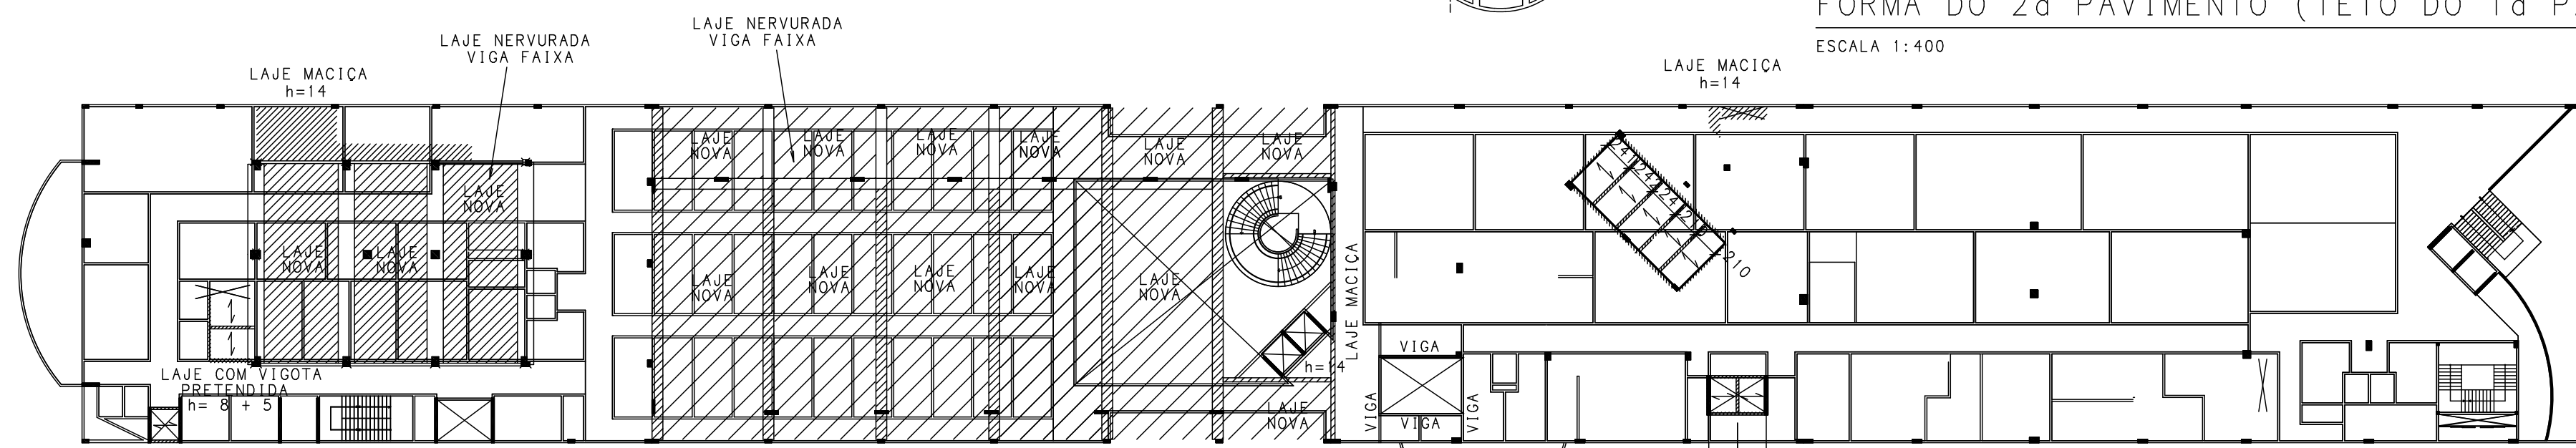 FORMA DO 2a PAVIMENTO (TETO DO 1a
ESCALA 1:400
LAJE NERVURADA
VIGA FAIXA
LAJE NERVURADA
VIGA FAIXA
LAJE MACIÇA
h=14
LAJE MACIÇA
h=14
LAJE
NOVA
LAJE
NOVA
LAJE
NOVA
LAJE
NOVA
LAJE
NOVA
LAJE
NOVA
LAJE
NOVA
LAJE
NOVA
LAJE
NOVA
LAJE
NOVA
LAJE
NOVA
LAJE
NOVA
LAJE
NOVA
LAJE
NOVA
LAJE MACIÇA
h=14
210
LAJE COM VIGOTA
PRETENDIDA
h= 8 + 5
LAJE
NOVA
VIGA
VIGA
VIGA
VIGA